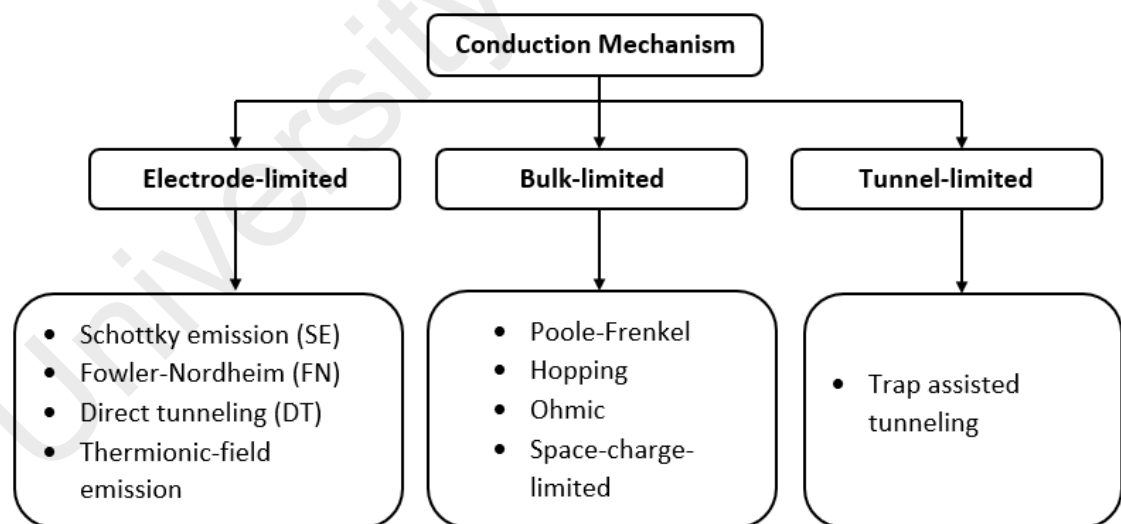 Conduction Mechanism
Electrode-limited
Bulk-limited
Tunnel-limited
• Schottky emission (SE)
• Fowler-Nordheim (FN)
• Direct tunneling (DT)
• Thermionic-field
emission
• Poole-Frenkel
• Hopping
• Ohmic
• Space-charge-
limited
• Trap assisted
tunneling
University